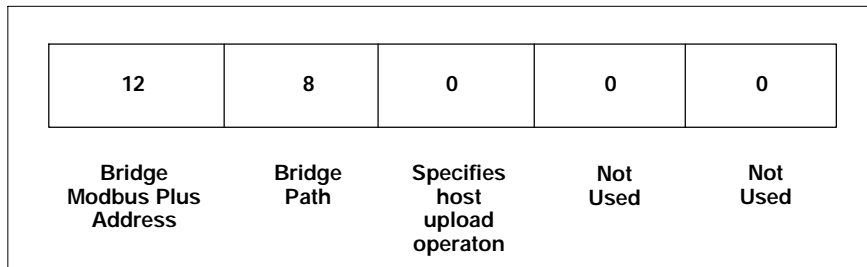 12 8 0 0 0
Bridge Modbus Plus Address
Bridge Path
Specifies host upload operaton
Not Used
Not Used